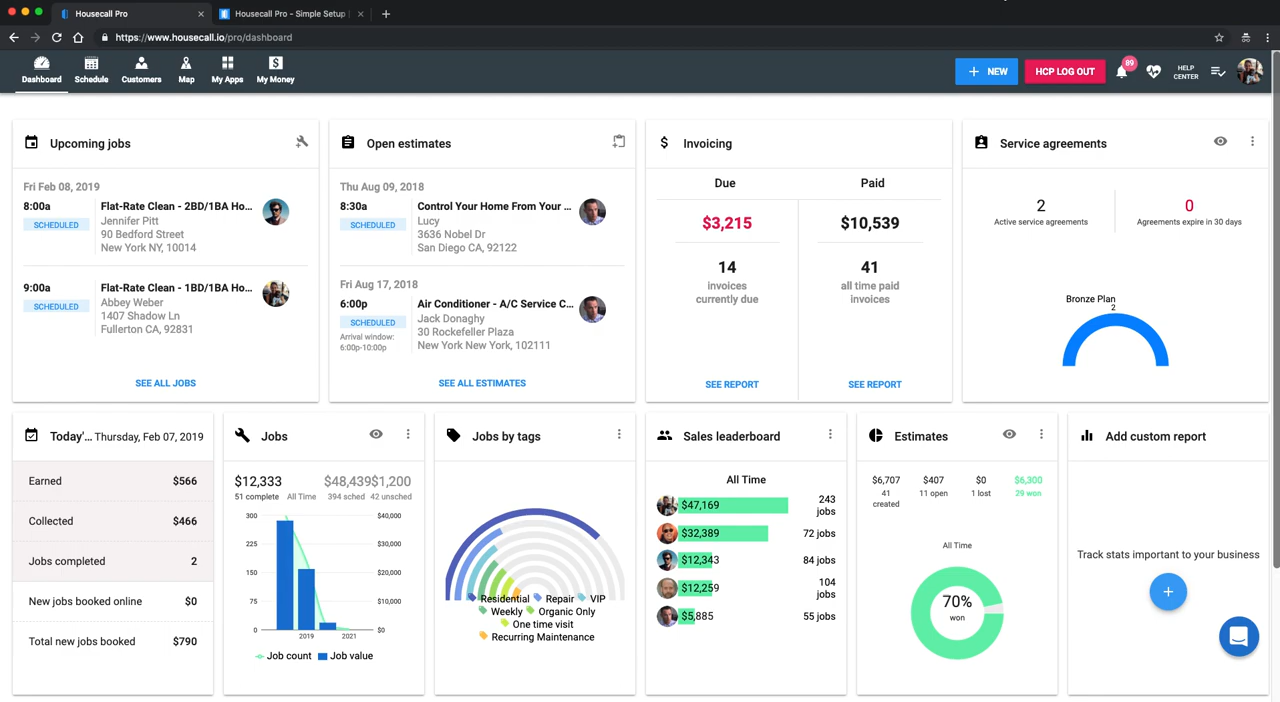 Housecall Pro
Housecall Pro - Simple Setup
https://www.housecall.io/pro/dashboard
Dashboard
Schedule
Customers
Map
My Apps
My Money
$
+ NEW
HCP LOG OUT
89
HELP
CENTER
Upcoming jobs
Fri Feb 08, 2019
8:00a
SCHEDULED
Flat-Rate Clean - 2BD/1BA Ho...
Jennifer Pitt
90 Bedford Street
New York NY, 10014
9:00a
SCHEDULED
Flat-Rate Clean - 1BD/1BA Ho...
Abbey Weber
1407 Shadow Ln
Fullerton CA, 92831
SEE ALL JOBS
Open estimates
Thu Aug 09, 2018
8:30a
SCHEDULED
Control Your Home From Your ...
Lucy
3636 Nobel Dr
San Diego CA, 92122
Fri Aug 17, 2018
6:00p
SCHEDULED
Arrival window:
6:00p-10:00p
Air Conditioner - A/C Service C...
Jack Donaghy
30 Rockefeller Plaza
New York New York, 102111
SEE ALL ESTIMATES
$ Invoicing
Due
$3,215
14
invoices
currently due
SEE REPORT
Paid
$10,539
41
all time paid
invoices
SEE REPORT
Service agreements
2
Active service agreements
0
Agreements expire in 30 days
Bronze Plan
2
Today'... Thursday, Feb 07, 2019
Earned $566
Collected $466
Jobs completed 2
New jobs booked online $0
Total new jobs booked $790
Jobs
$12,333 $48,439 $1,200
51 complete All Time 394 sched 42 unsched
300 $40,000
225 $30,000
150 $20,000
75 $10,000
0 $0
2019 2021
Job count Job value
Jobs by tags
Residential Repair VIP
Weekly Organic Only
One time visit
Recurring Maintenance
Sales leaderboard
All Time
$47,169 243 jobs
$32,389 72 jobs
$12,343 84 jobs
$12,259 104 jobs
$5,885 55 jobs
Estimates
$6,707 $407 $0 $6,300
41 created 11 open 1 lost 29 won
All Time
70%
won
Add custom report
Track stats important to your business
+